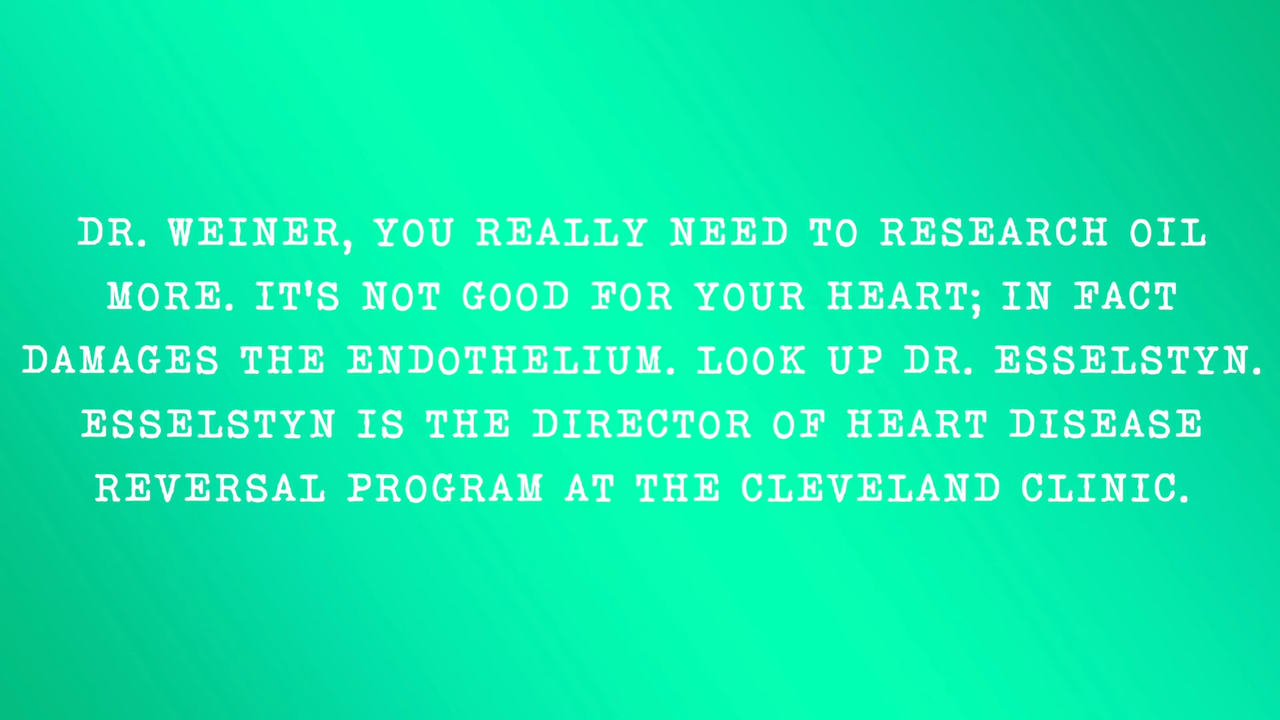 DR. WEINER, YOU REALLY NEED TO RESEARCH OIL
MORE. IT'S NOT GOOD FOR YOUR HEART; IN FACT
DAMAGES THE ENDOTHELIUM. LOOK UP DR. ESSELSTYN.
ESSELSTYN IS THE DIRECTOR OF HEART DISEASE
REVERSAL PROGRAM AT THE CLEVELAND CLINIC.